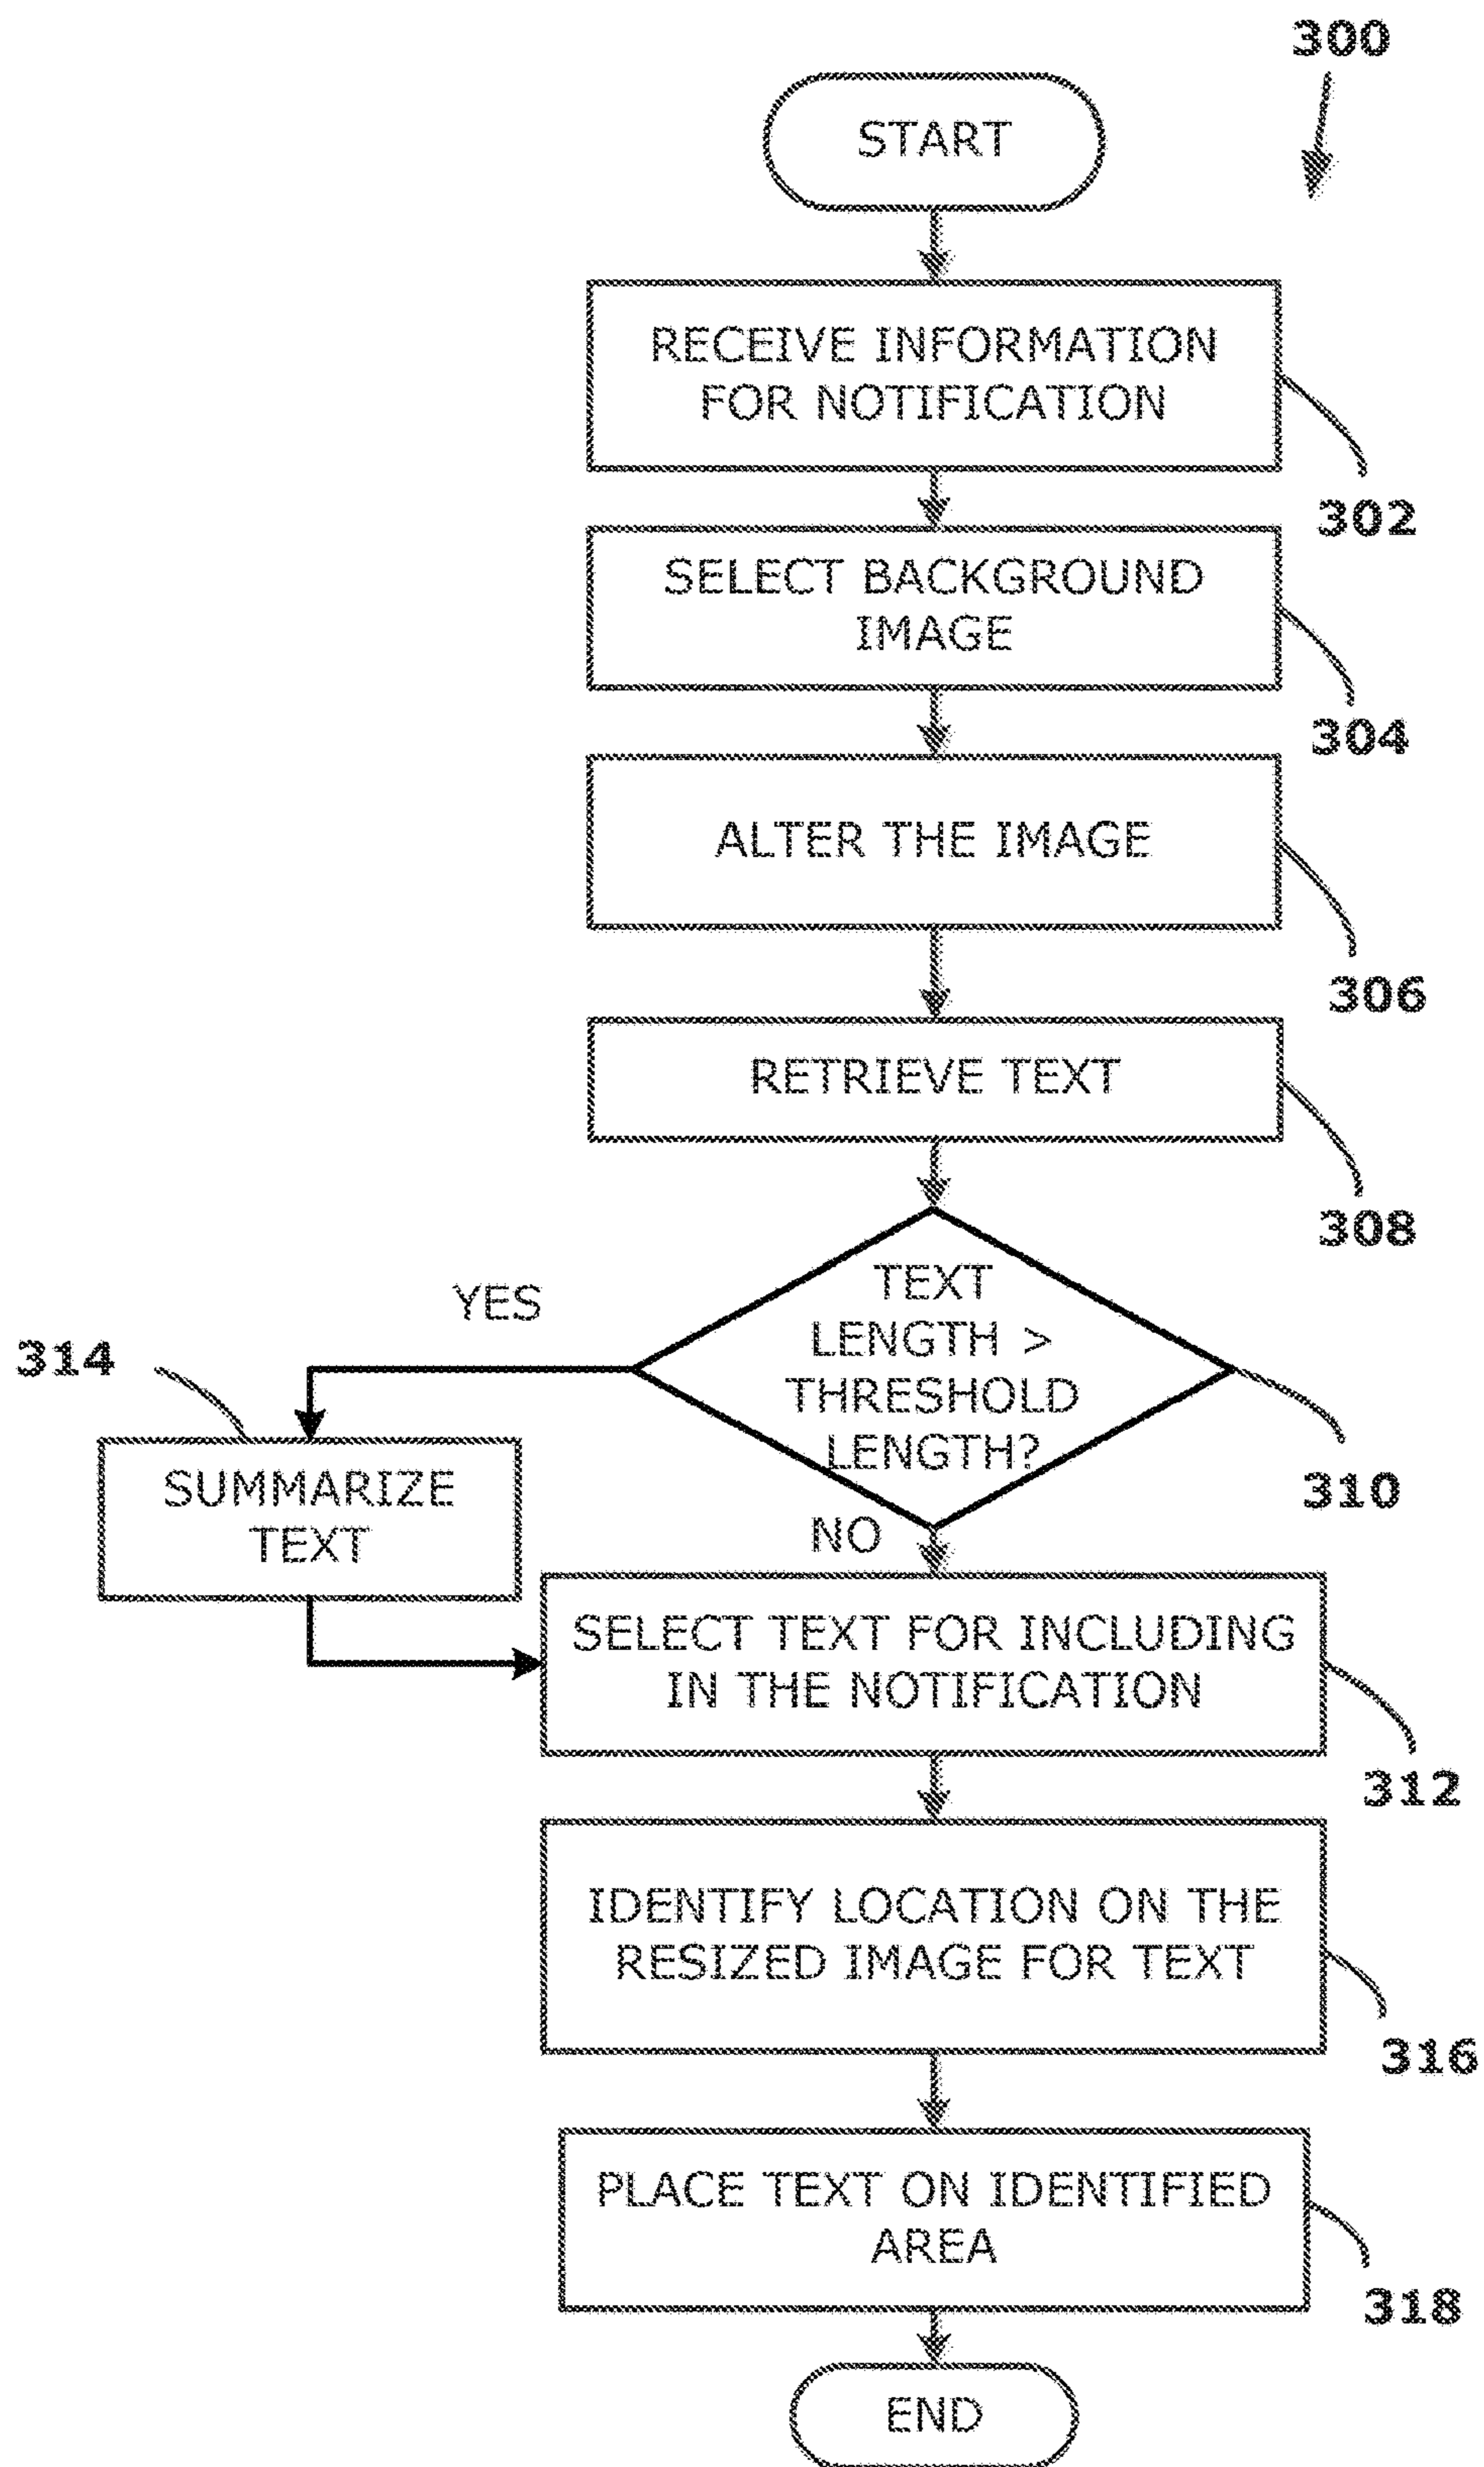 300
START
RECEIVE INFORMATION
FOR NOTIFICATION
302
SELECT BACKGROUND
IMAGE
304
ALTER THE IMAGE
306
RETRIEVE TEXT
308
TEXT
LENGTH >
THRESHOLD
LENGTH?
YES
314
310
SUMMARIZE
TEXT
NO
SELECT TEXT FOR INCLUDING
IN THE NOTIFICATION
312
IDENTIFY LOCATION ON THE
RESIZED IMAGE FOR TEXT
316
PLACE TEXT ON IDENTIFIED
AREA
318
END